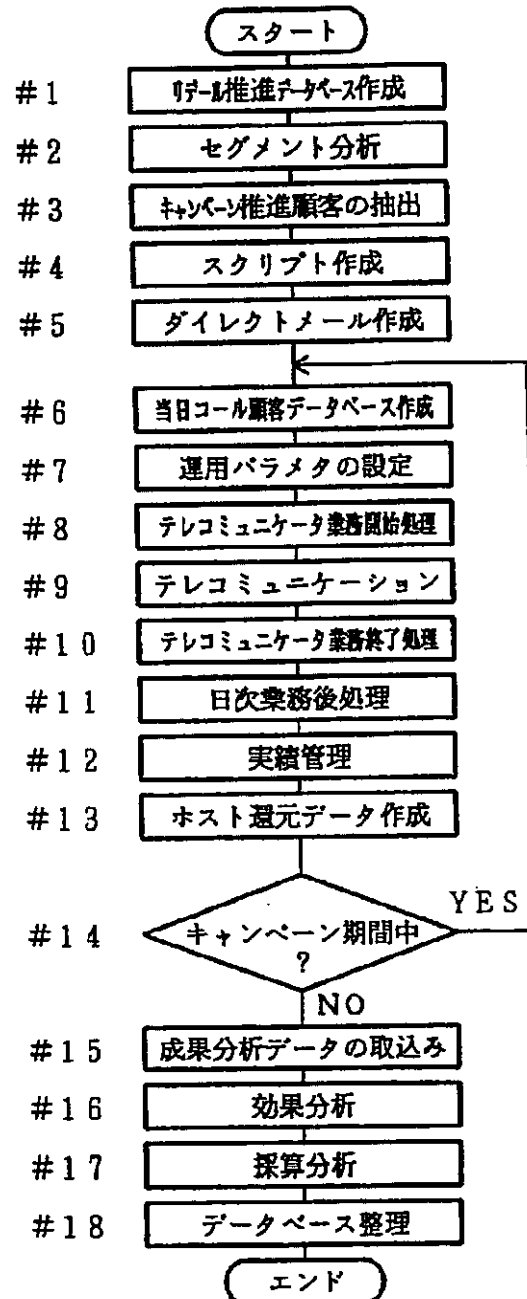 スタート
#1 リテール推進データベース作成
#2 セグメント分析
#3 キャンペーン推進顧客の抽出
#4 スクリプト作成
#5 ダイレクトメール作成
#6 当日コール顧客データベース作成
#7 運用パラメタの設定
#8 テレコミュニケータ業務開始処理
#9 テレコミュニケーション
#10 テレコミュニケータ業務終了処理
#11 日次業務後処理
#12 実績管理
#13 ホスト還元データ作成
YES
#14 キャンペーン期間中
?
NO
#15 成果分析データの取込み
#16 効果分析
#17 採算分析
#18 データベース整理
エンド